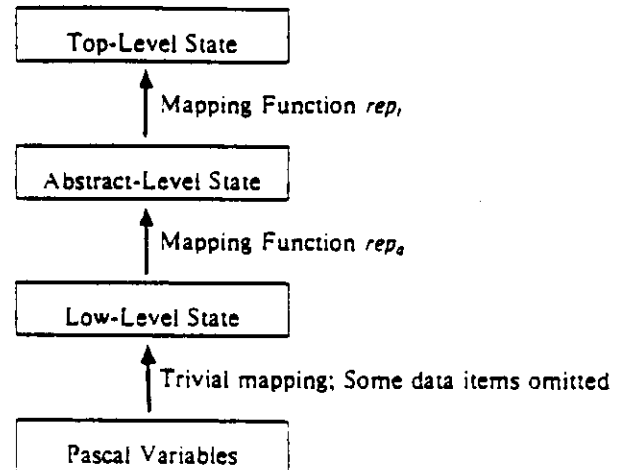 Top-Level State
Mapping Function rep,
Abstract-Level State
Mapping Function repa
Low-Level State
Trivial mapping; Some data items omitted
Pascal Variables